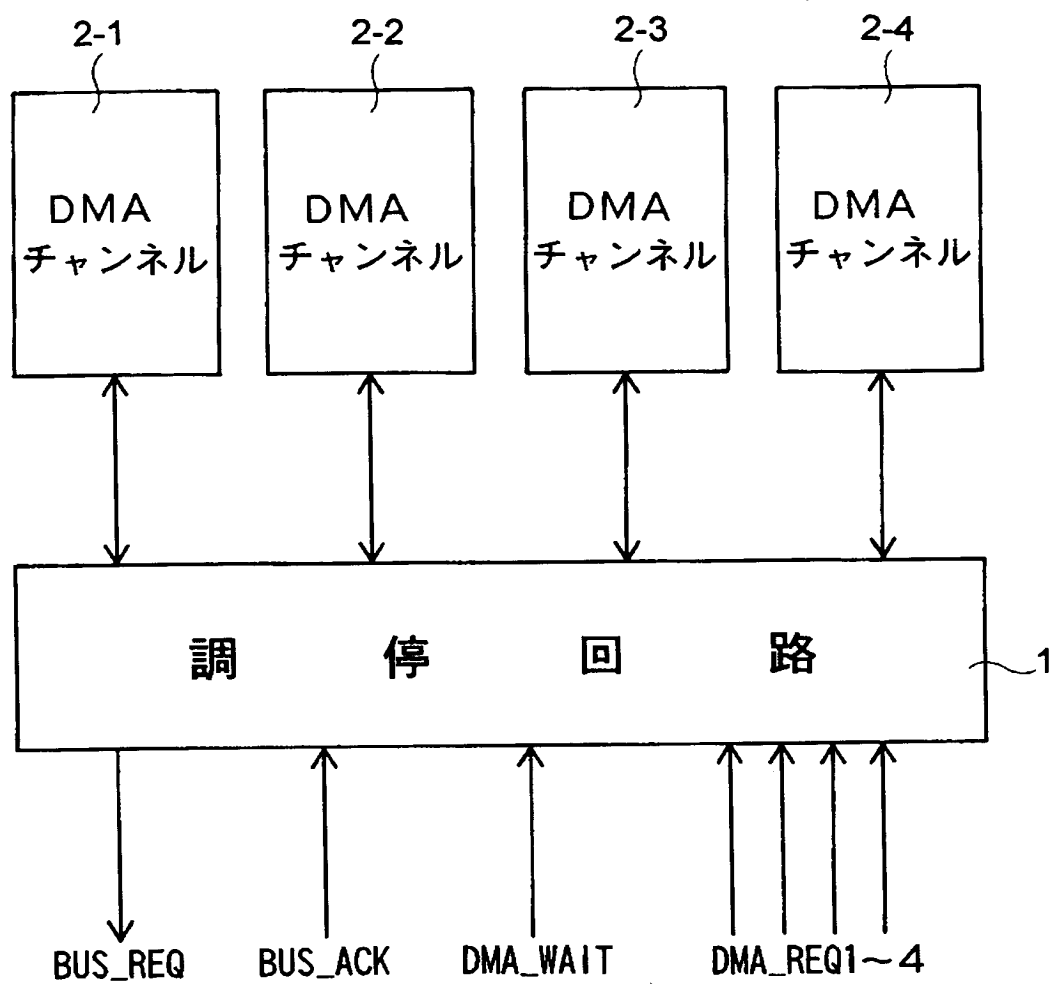 2-1 2-2 2-3 2-4
DMA
チャンネル
DMA
チャンネル
DMA
チャンネル
DMA
チャンネル
調停回路
1
BUS_REQ BUS_ACK DMA_WAIT DMA_REQ1～4